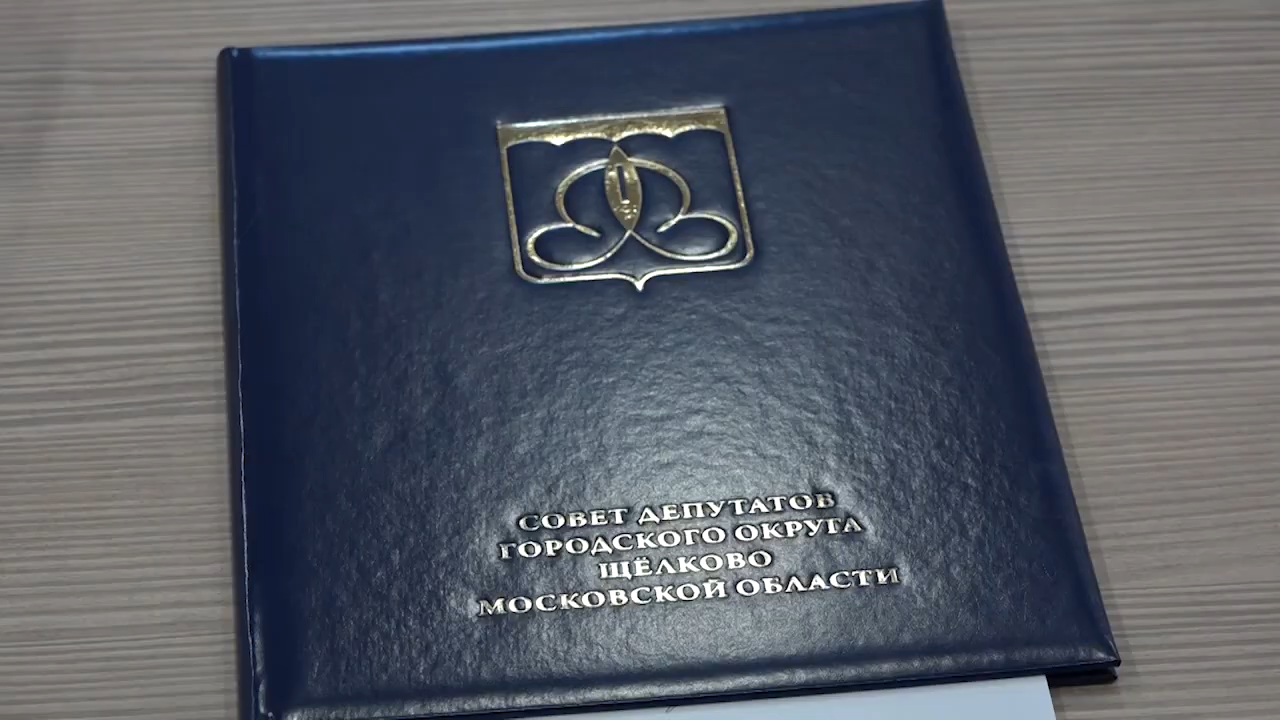 СОВЕТ ДЕПУТАТОВ
ГОРОДСКОГО ОКРУГА
ЩЁЛКОВО
МОСКОВСКОЙ ОБЛАСТИ